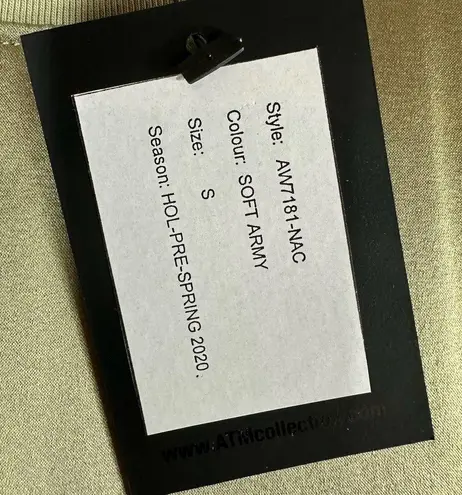 Style: AW7181-NAC
Colour: SOFT ARMY
Size: S
Season: HOL-PRE-SPRING 2020.
www.ATMcollection.com